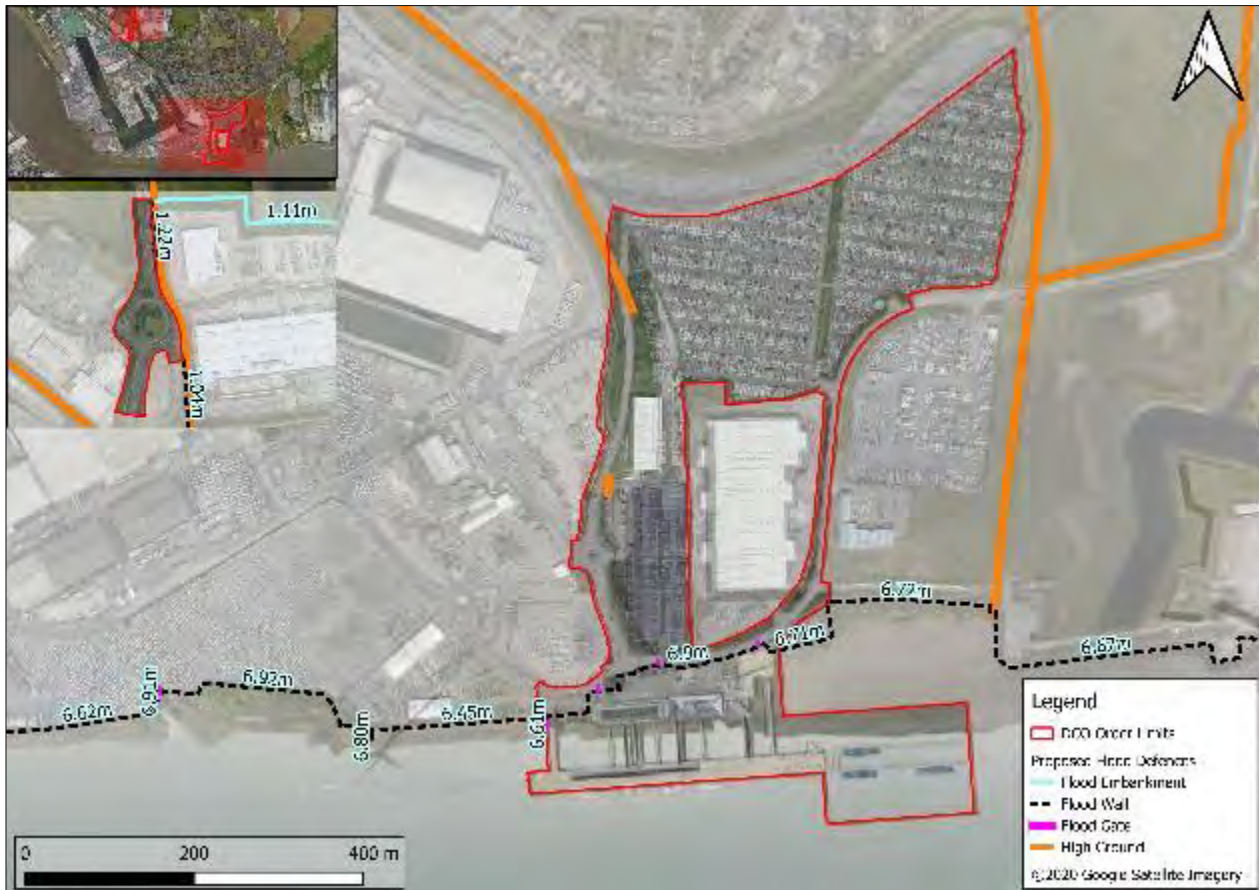 1.11m
1.22m
1.04m
6.62m
6.91m
6.92m
6.80m
6.45m
6.61m
6.9m
6.71m
6.72m
6.67m
0 200 400 m
Legend
DCO Order Limits
Proposed Flood Defences
Flood Embankment
Flood Wall
Flood Gate
High Ground
©2020 Google Satellite Imagery